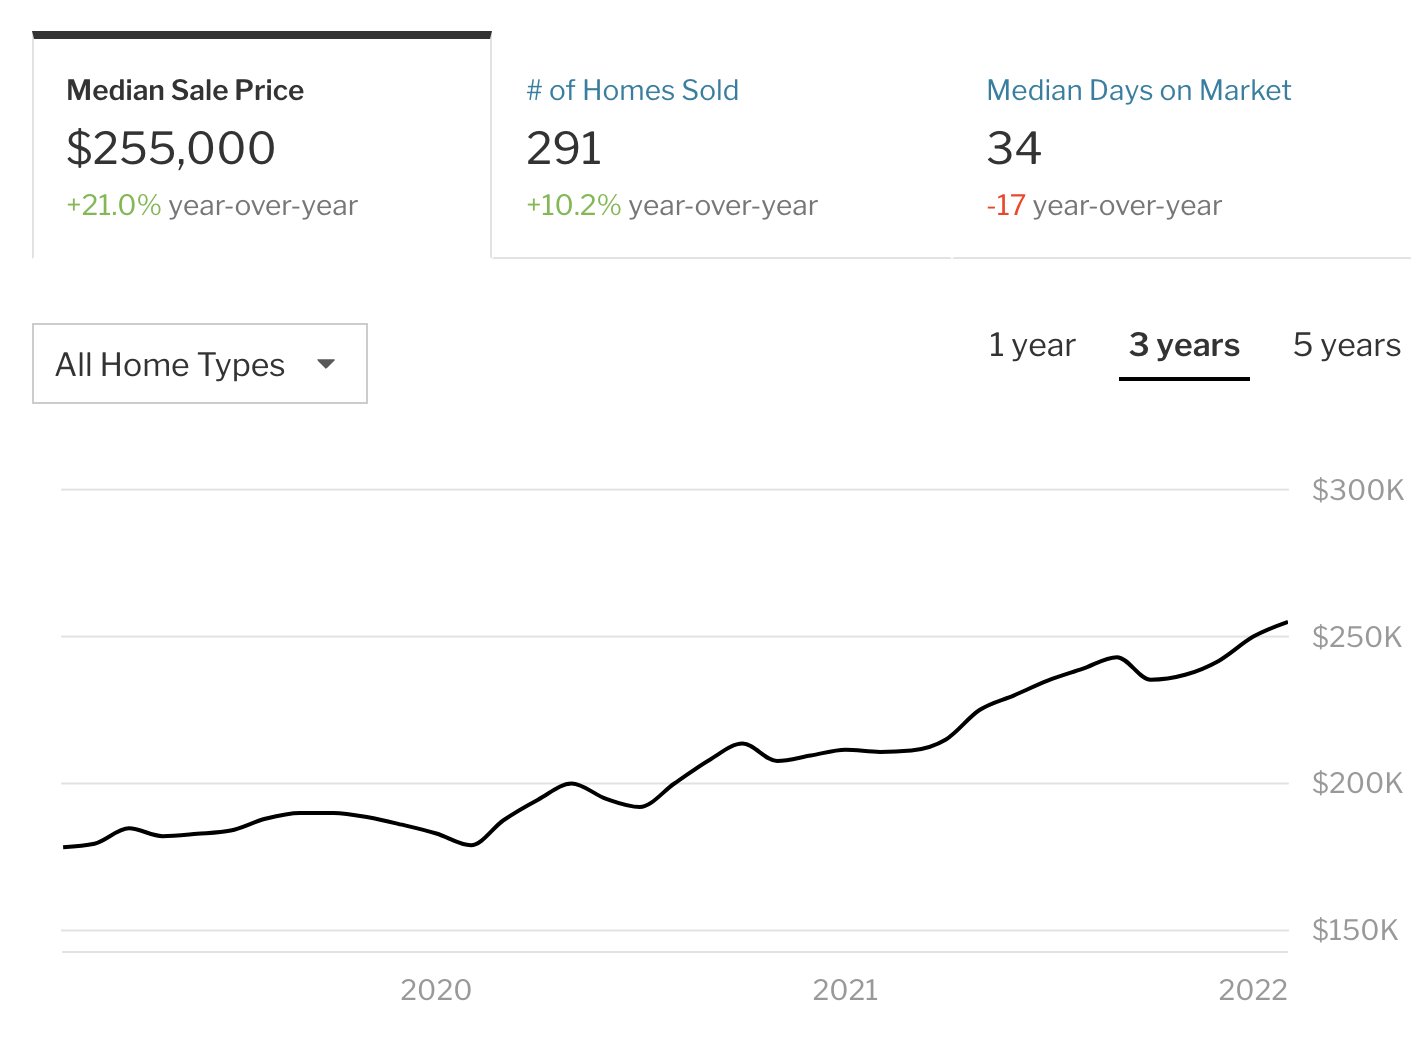 Median Sale Price
$255,000
+21.0% year-over-year
# of Homes Sold
291
+10.2% year-over-year
Median Days on Market
34
-17 year-over-year
All Home Types
1 year
3 years
5 years
$300K
$250K
$200K
$150K
2020
2021
2022